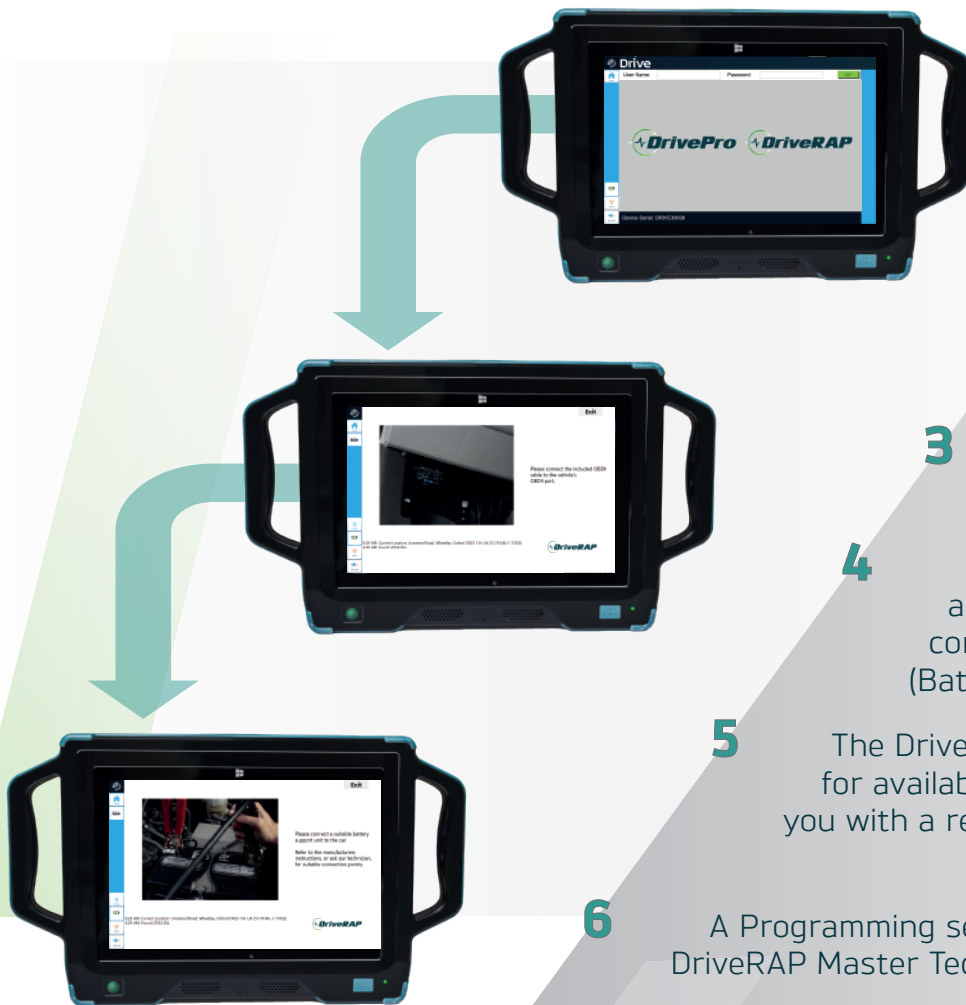 Drive
User Name
Password
DrivePro DriveRAP
Device Serial: DRIVE30008
Exit
Please connect the included OBDII
cable to the vehicle's
OBDII port.
DriveRAP
Exit
Please connect a suitable battery
support unit to the car.
Refer to the manufacturers
instructions, or ask our technician,
for suitable connection points.
DriveRAP
3
4
a
con
(Bat
5 The Drive
for availab
you with a re
6 A Programming se
DriveRAP Master Tec